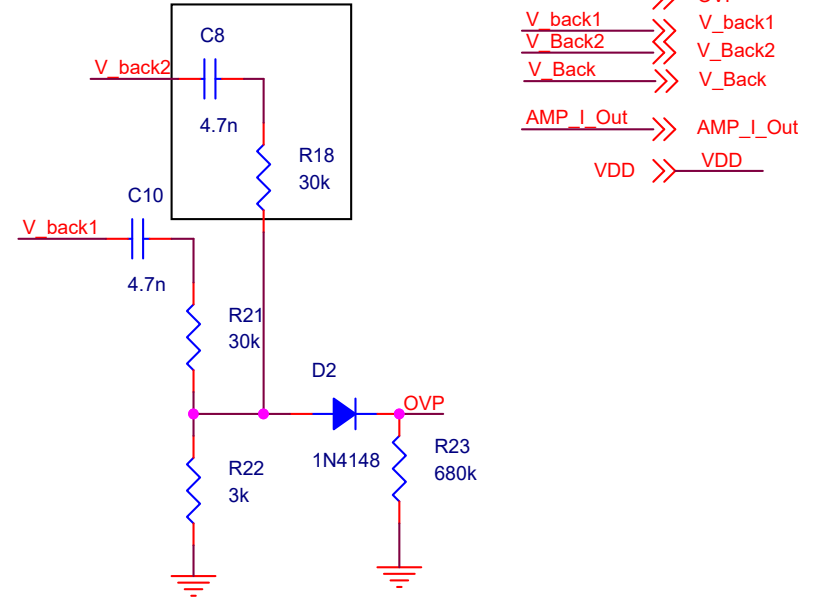 C8
V_back2
4.7n
R18
30k
C10
V_back1
4.7n
R21
30k
D2
OVP
1N4148
R22
3k
R23
680k
V_back1 V_back1
V_Back2 V_Back2
V_Back V_Back
AMP_I_Out AMP_I_Out
VDD VDD